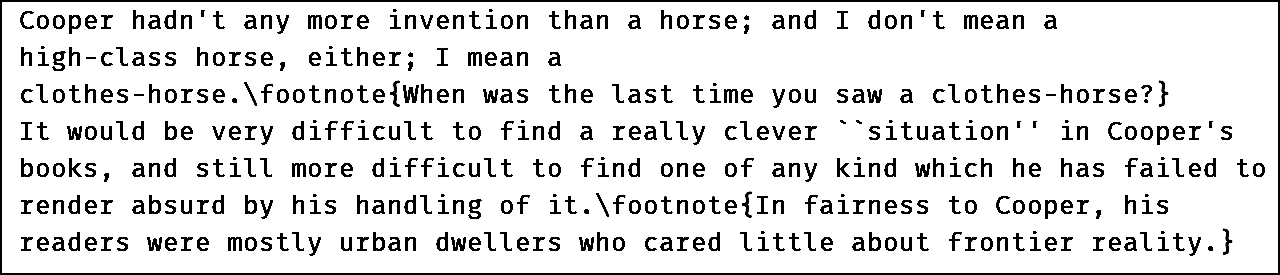 Cooper hadn't any more invention than a horse; and I don't mean a
high-class horse, either; I mean a
clothes-horse.\footnote{When was the last time you saw a clothes-horse?}
It would be very difficult to find a really clever ``situation'' in Cooper's
books, and still more difficult to find one of any kind which he has failed to
render absurd by his handling of it.\footnote{In fairness to Cooper, his
readers were mostly urban dwellers who cared little about frontier reality.}